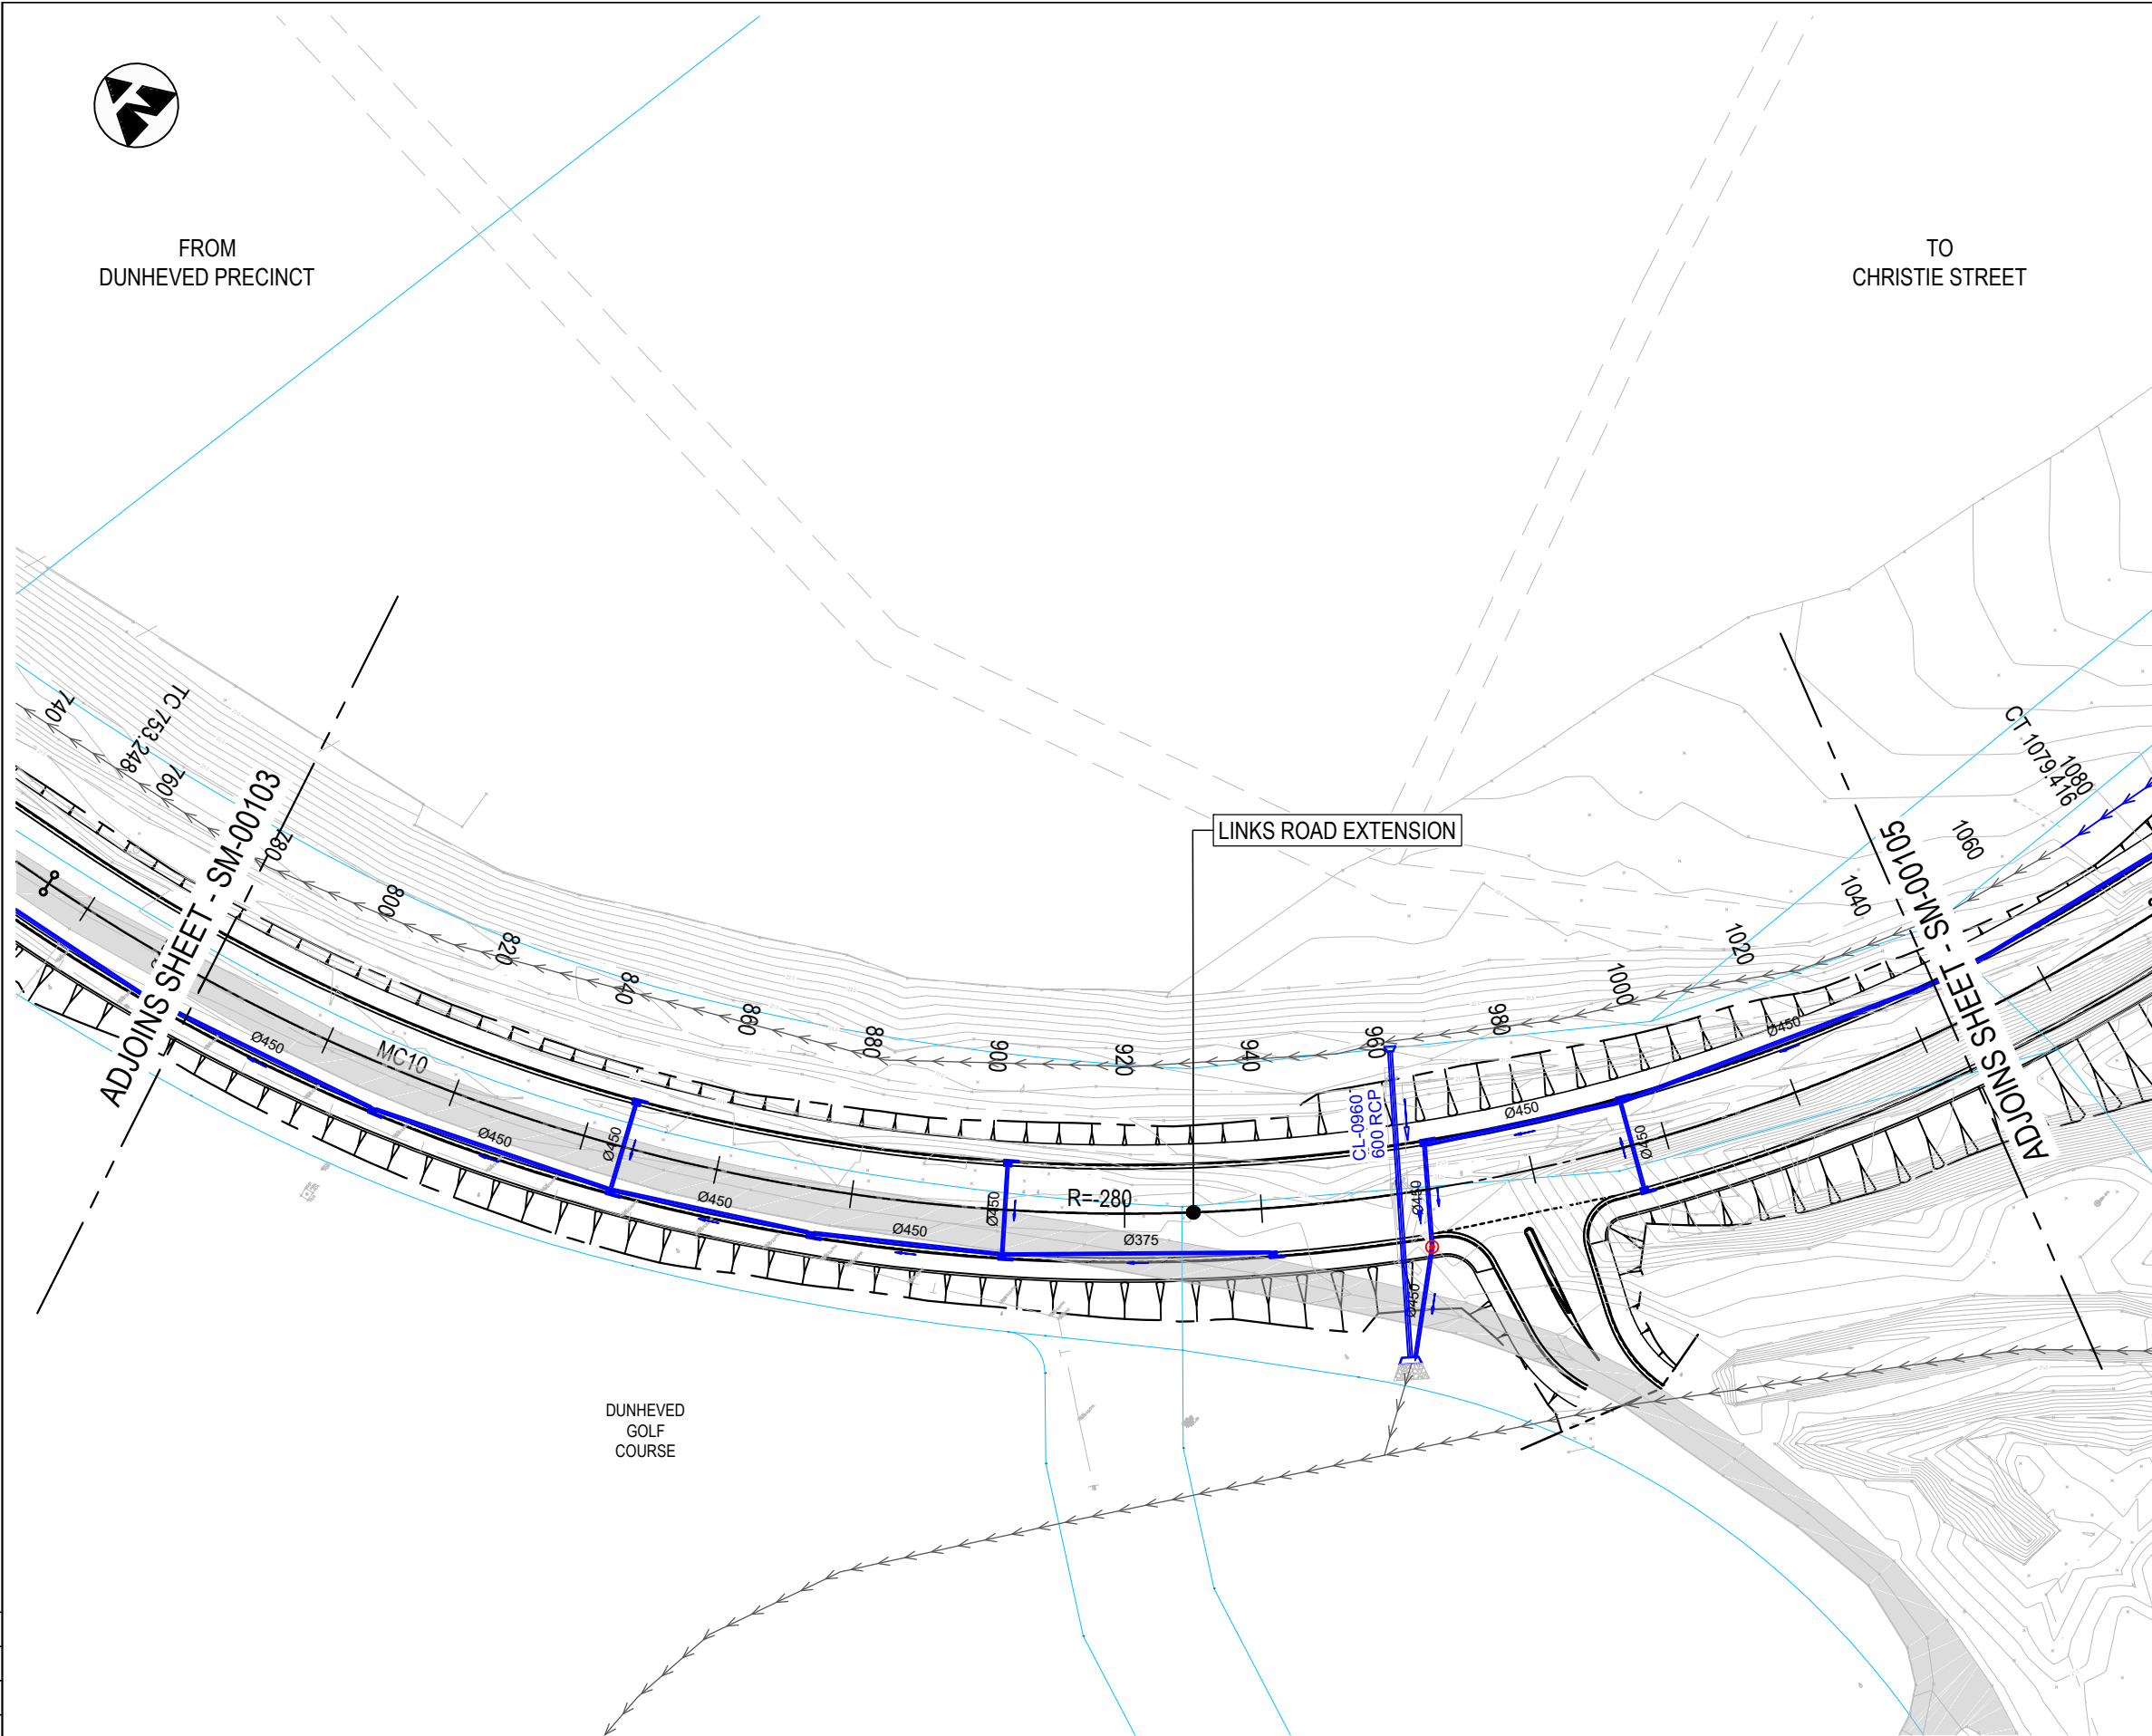 FROM
DUNHEVED PRECINCT
TO
CHRISTIE STREET
740
TC 753.248
760
780
800
820
840
860
880
900
920
940
960
980
1000
1020
1040
1060
CT 1079.416
1080
ADJOINS SHEET - SM-00103
ADJOINS SHEET - SM-00105
LINKS ROAD EXTENSION
MC10
R=-280
CL-0960
600 RCP
Ø450
Ø450
Ø450
Ø450
Ø450
Ø450
Ø375
Ø450
Ø450
Ø450
Ø450
Ø450
DUNHEVED
GOLF
COURSE